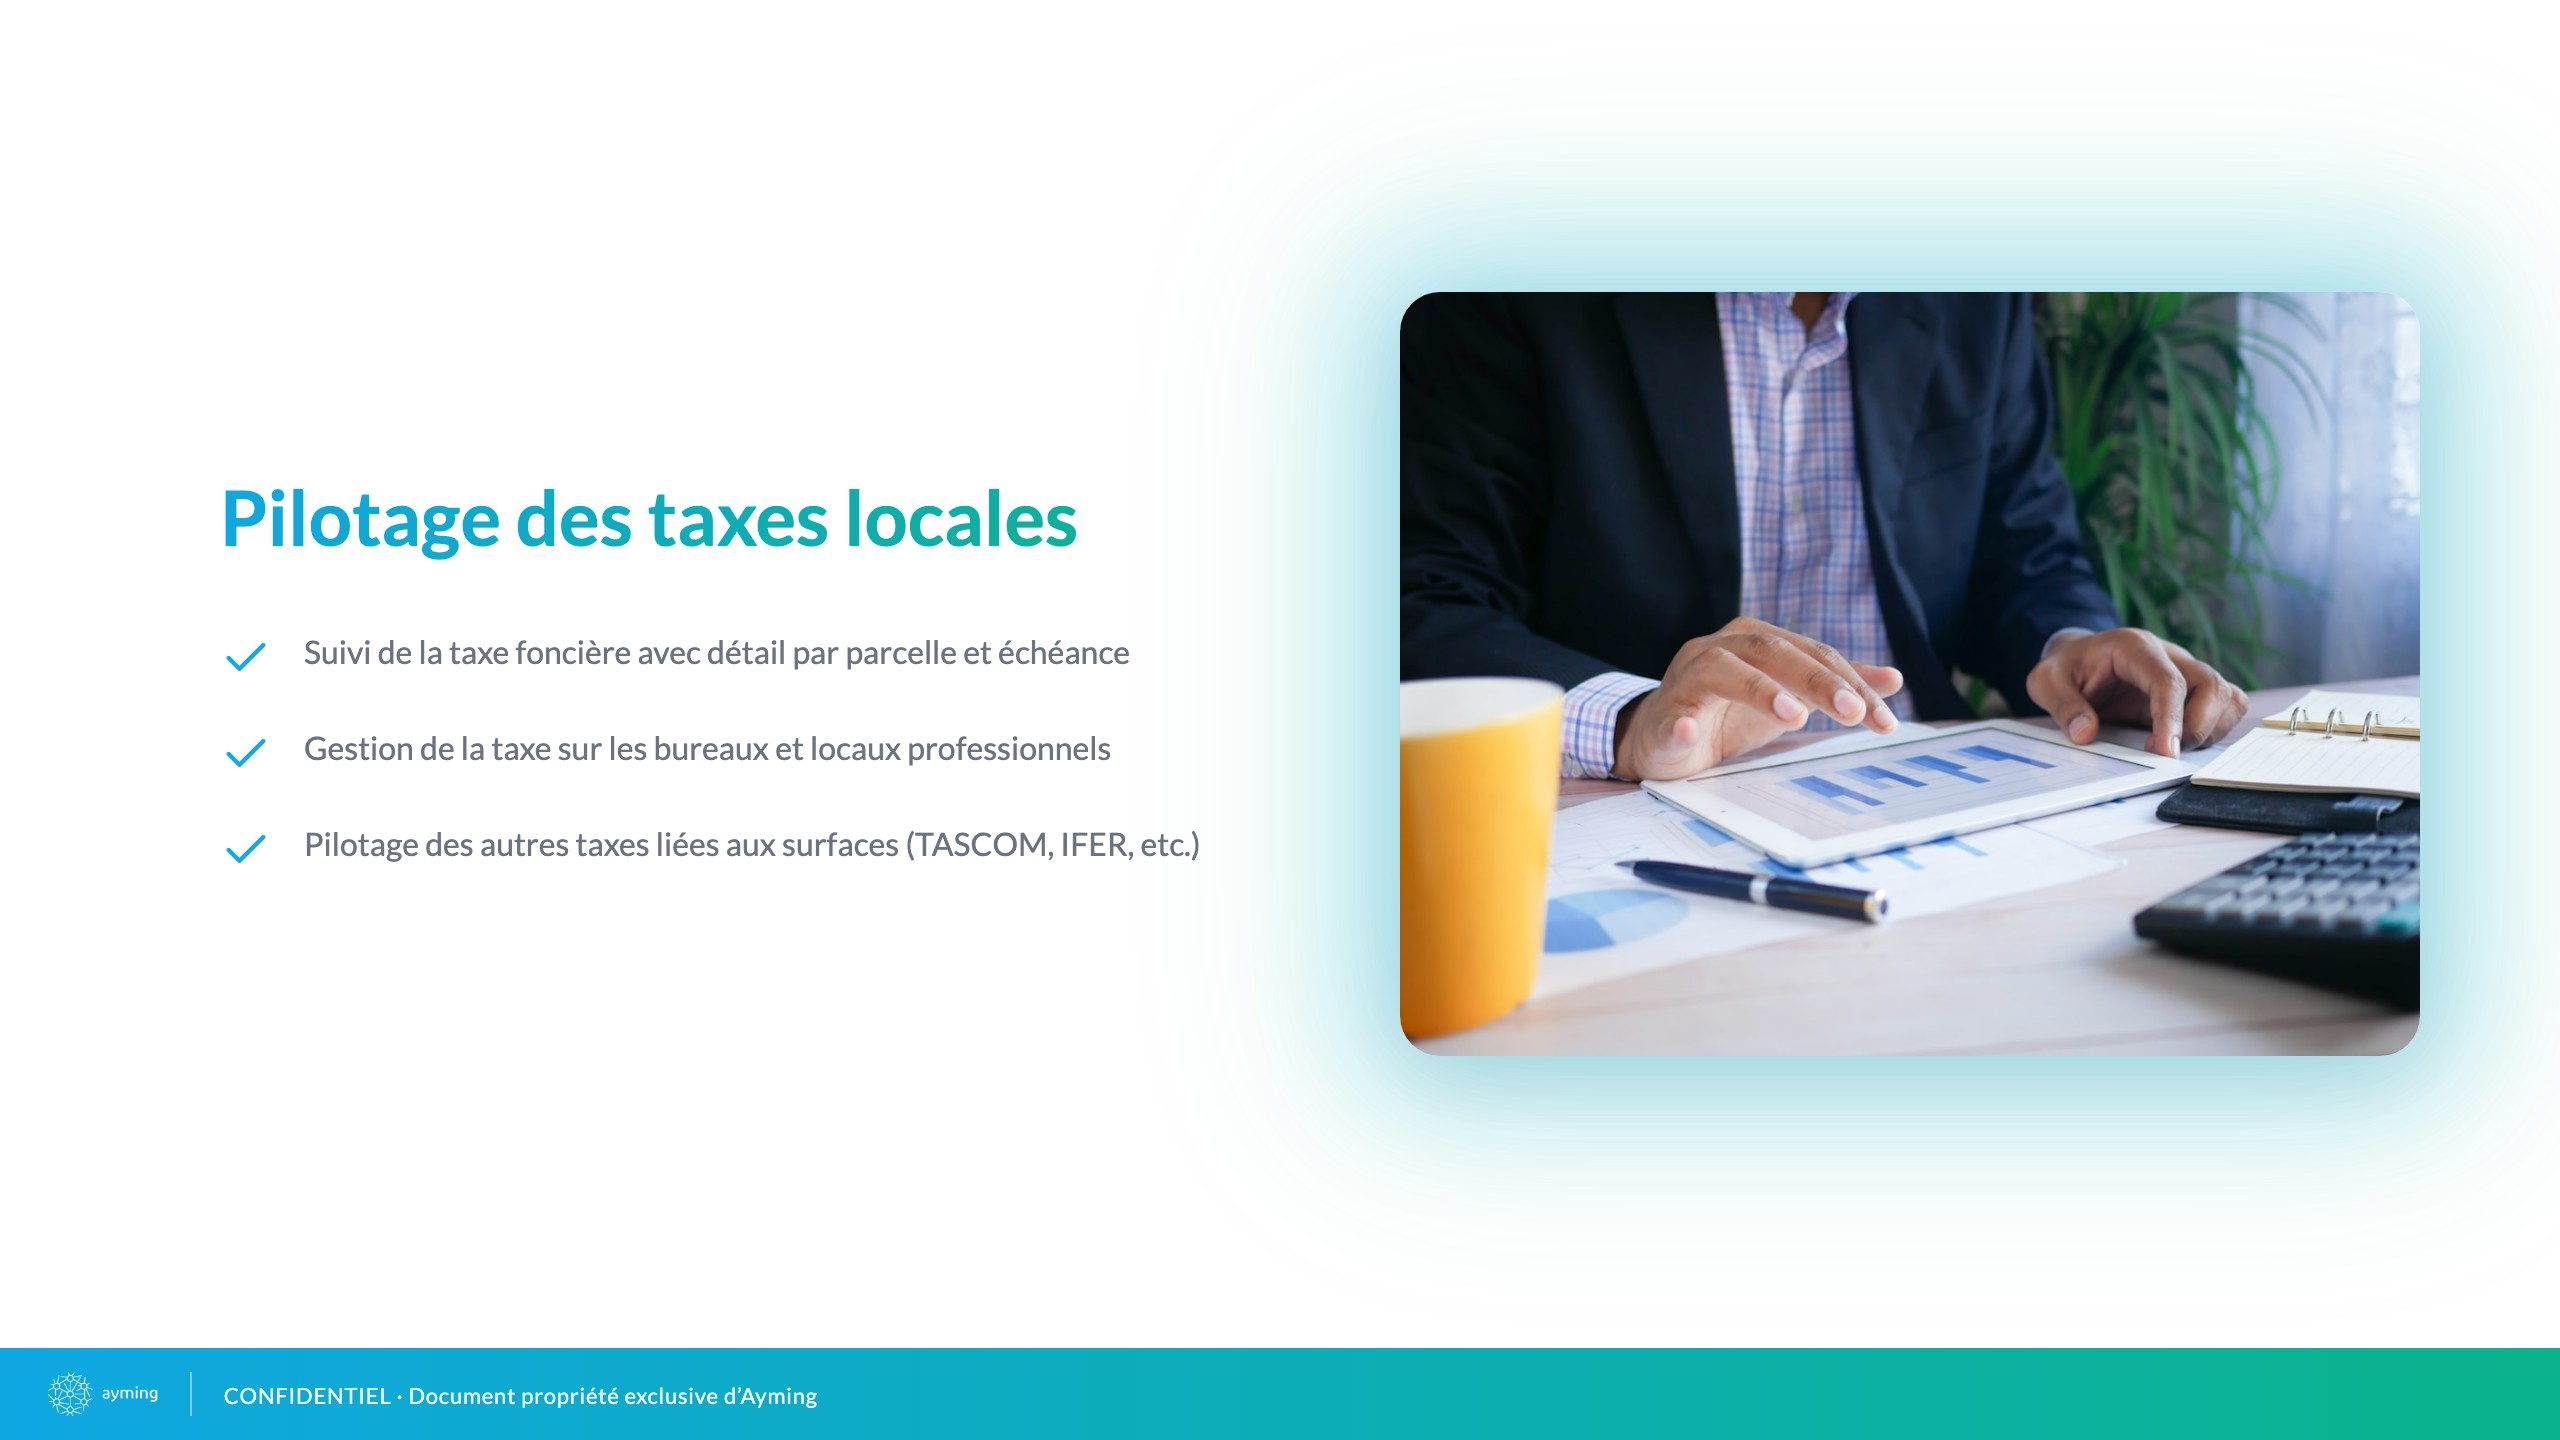 Pilotage des taxes locales
Suivi de la taxe foncière avec détail par parcelle et échéance
Gestion de la taxe sur les bureaux et locaux professionnels
Pilotage des autres taxes liées aux surfaces (TASCOM, IFER, etc.)
ayming
CONFIDENTIEL · Document propriété exclusive d’Ayming